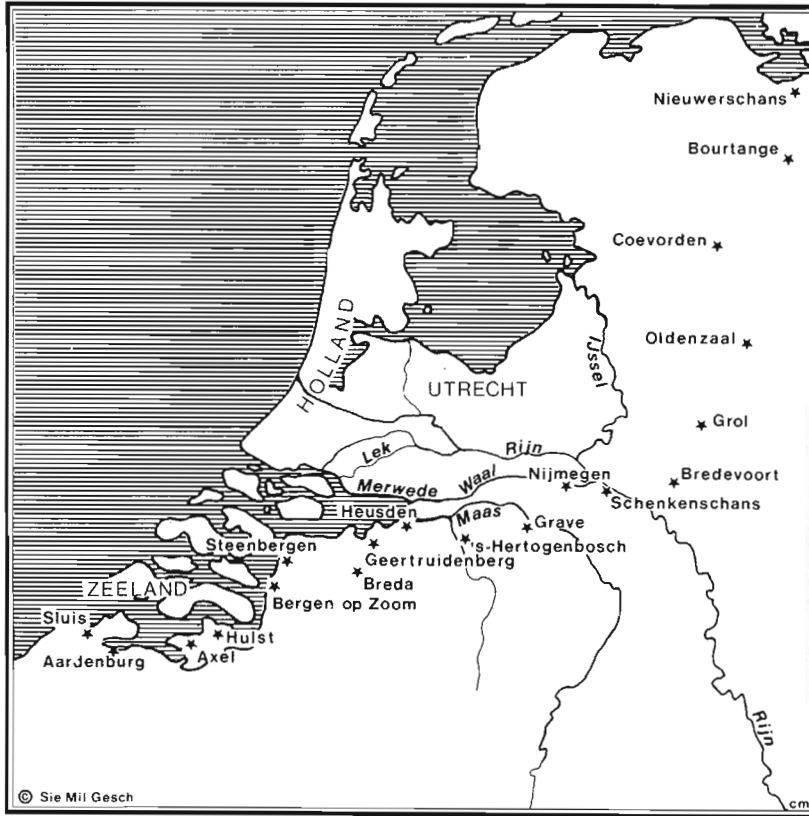 Nieuwerschans
Bourtange
Coevorden
HOLLAND
IJssel
Oldenzaal
UTRECHT
Grol
Lek
Rijn
Merwede
Waal
Nijmegen
Bredevoort
Schenkenschans
Heusden
Maas
Grave
's-Hertogenbosch
Steenbergen
Geertruidenberg
Breda
ZEELAND
Bergen op Zoom
Sluis
Hulst
Aardenburg
Axel
Rijn
© Sie Mil Gesch
cm